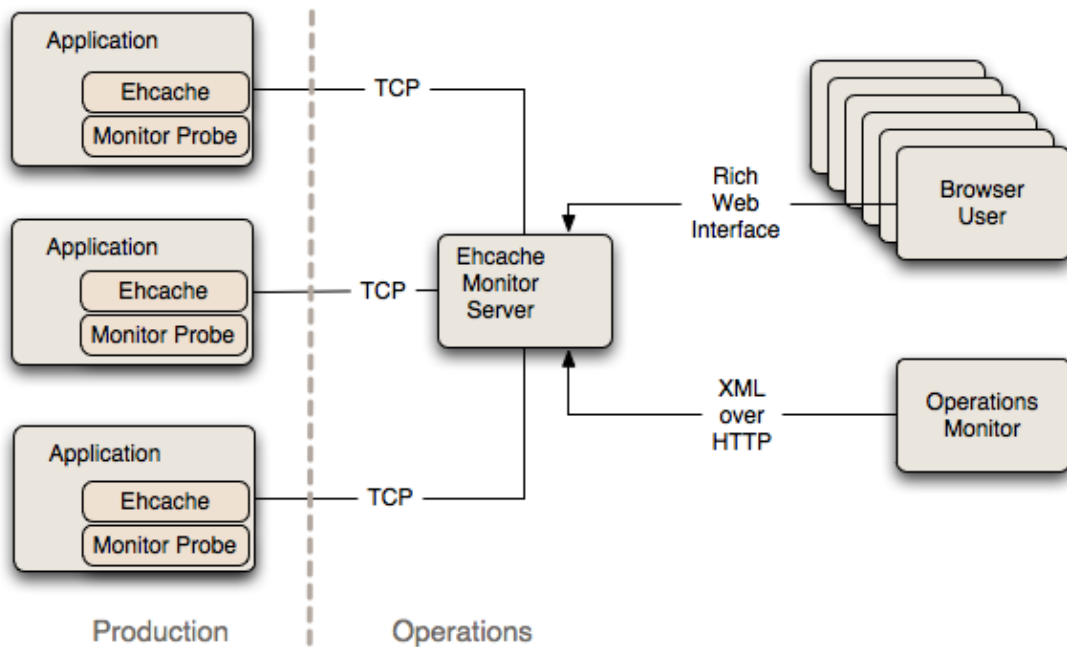 Application
Ehcache
Monitor Probe
TCP
Application
Ehcache
Monitor Probe
TCP
Application
Ehcache
Monitor Probe
TCP
Ehcache
Monitor
Server
Rich
Web
Interface
Browser
User
XML
over
HTTP
Operations
Monitor
Production
Operations